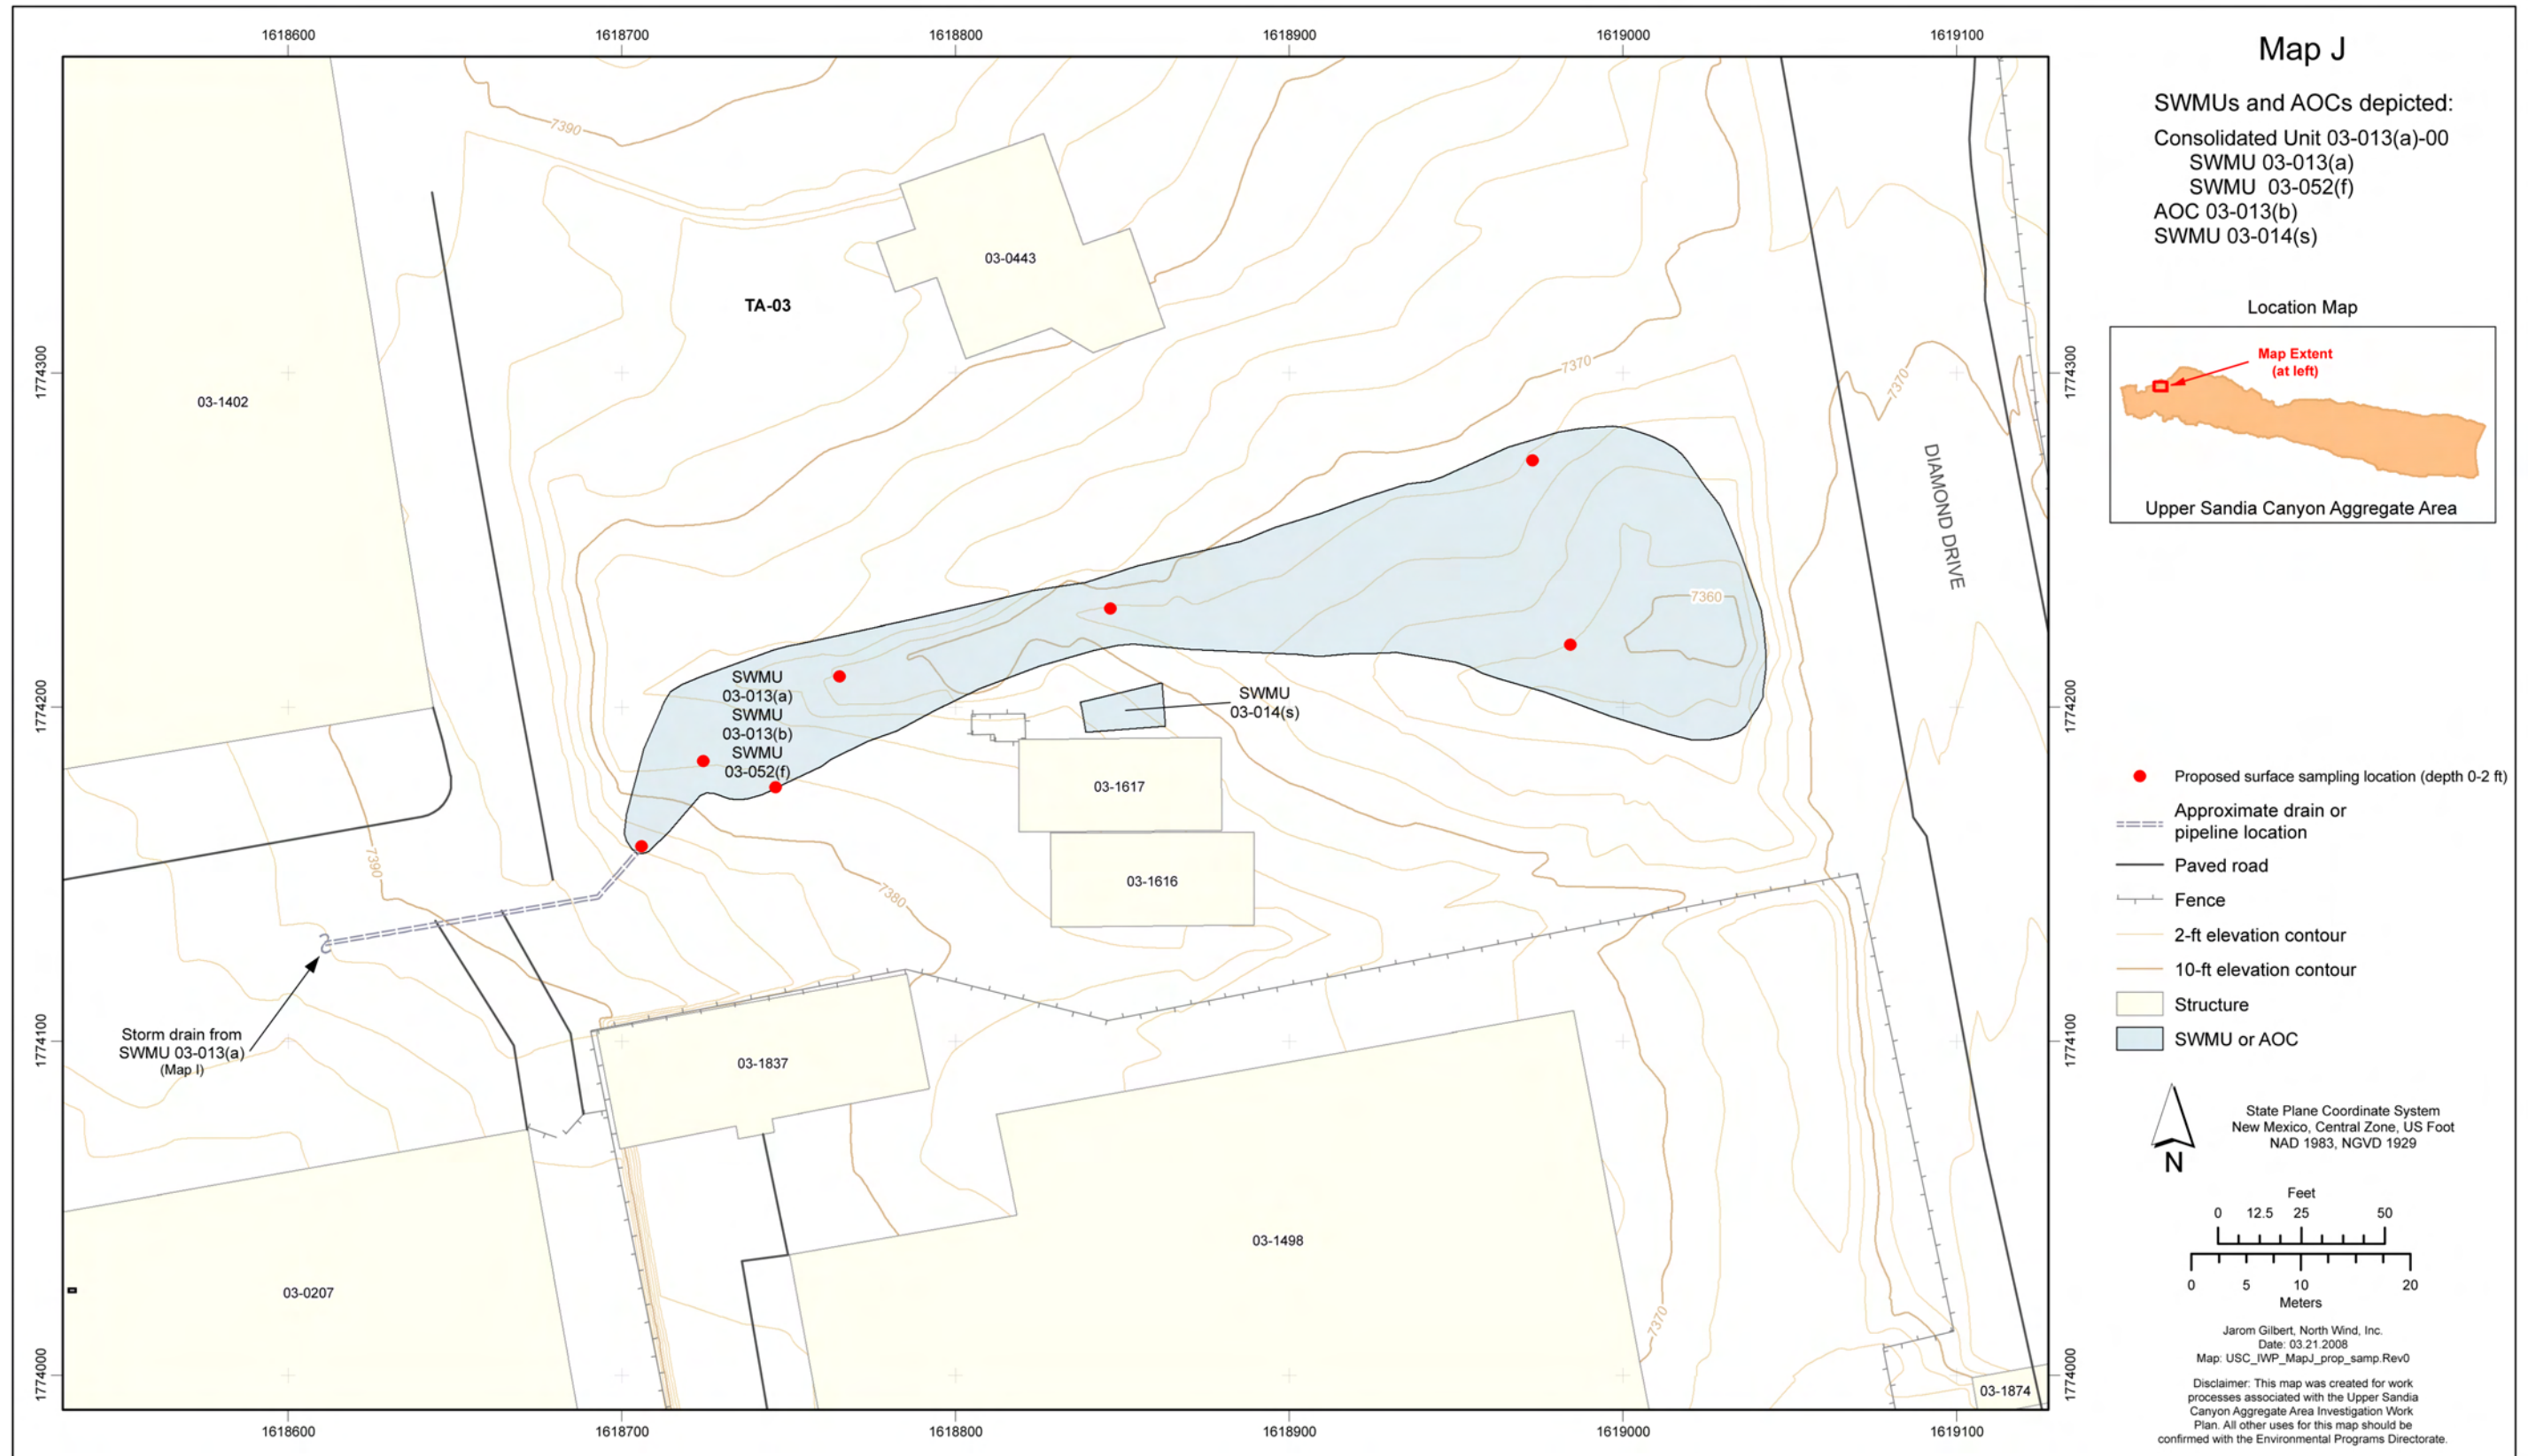 1618600 1618700 1618800 1618900 1619000 1619100
7390
03-0443
TA-03
1774300
7370
7370
1774300
03-1402
DIAMOND DRIVE
7360
SWMU
03-013(a)
SWMU
03-013(b)
SWMU
03-052(f)
SWMU
03-014(s)
1774200
1774200
03-1617
03-1616
7390
7380
Storm drain from
SWMU 03-013(a)
(Map I)
1774100
1774100
03-1837
03-1498
03-0207
7370
1774000
1774000
03-1874
1618600 1618700 1618800 1618900 1619000 1619100
Map J
SWMUs and AOCs depicted:
Consolidated Unit 03-013(a)-00
SWMU 03-013(a)
SWMU 03-052(f)
AOC 03-013(b)
SWMU 03-014(s)
Location Map
Map Extent
(at left)
Upper Sandia Canyon Aggregate Area
Proposed surface sampling location (depth 0-2 ft)
Approximate drain or
pipeline location
Paved road
Fence
2-ft elevation contour
10-ft elevation contour
Structure
SWMU or AOC
N
State Plane Coordinate System
New Mexico, Central Zone, US Foot
NAD 1983, NGVD 1929
Feet
0 12.5 25 50
0 5 10 20
Meters
Jarom Gilbert, North Wind, Inc.
Date: 03.21.2008
Map: USC_IWP_MapJ_prop_samp.Rev0
Disclaimer: This map was created for work
processes associated with the Upper Sandia
Canyon Aggregate Area Investigation Work
Plan. All other uses for this map should be
confirmed with the Environmental Programs Directorate.